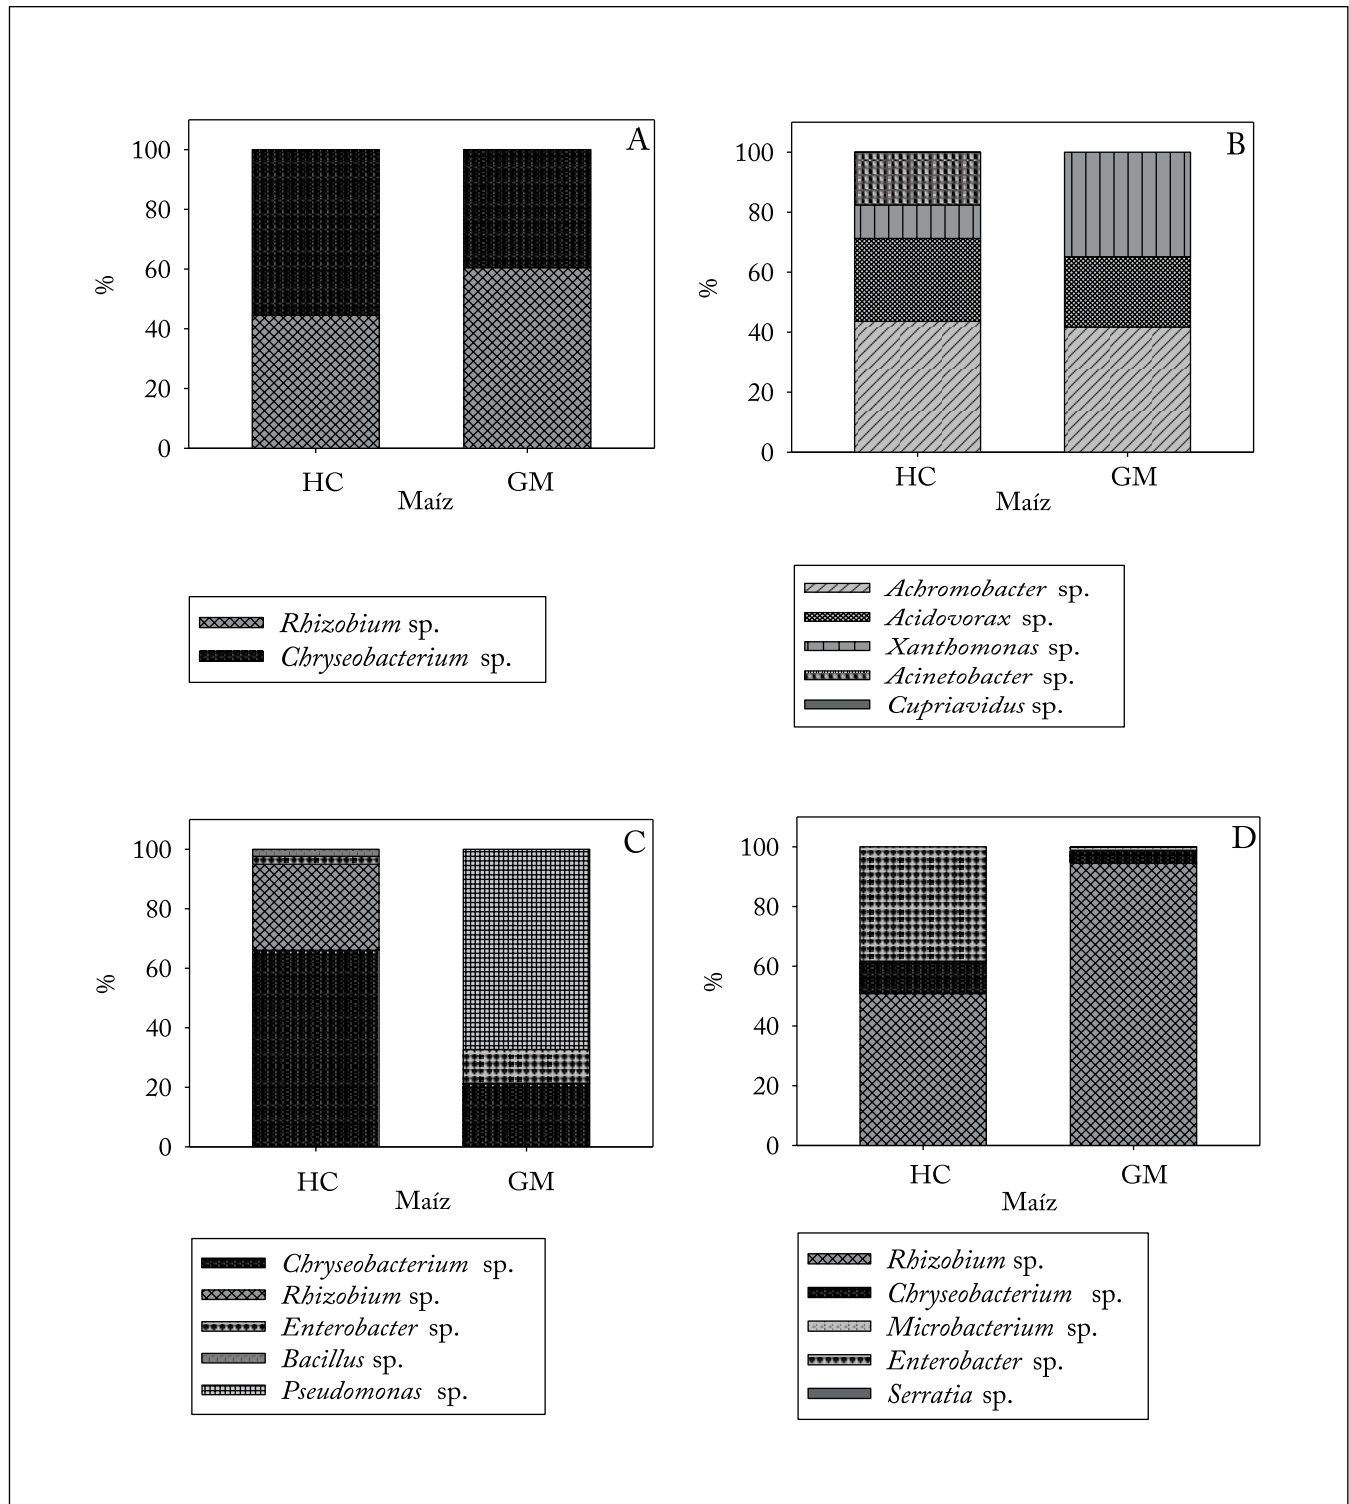 A
100
80
60
40
20
0
%
HC
GM
Maíz
Rhizobium sp.
Chryseobacterium sp.
B
100
80
60
40
20
0
%
HC
GM
Maíz
Achromobacter sp.
Acidovorax sp.
Xanthomonas sp.
Acinetobacter sp.
Cupriavidus sp.
C
100
80
60
40
20
0
%
HC
GM
Maíz
Chryseobacterium sp.
Rhizobium sp.
Enterobacter sp.
Bacillus sp.
Pseudomonas sp.
D
100
80
60
40
20
0
%
HC
GM
Maíz
Rhizobium sp.
Chryseobacterium sp.
Microbacterium sp.
Enterobacter sp.
Serratia sp.